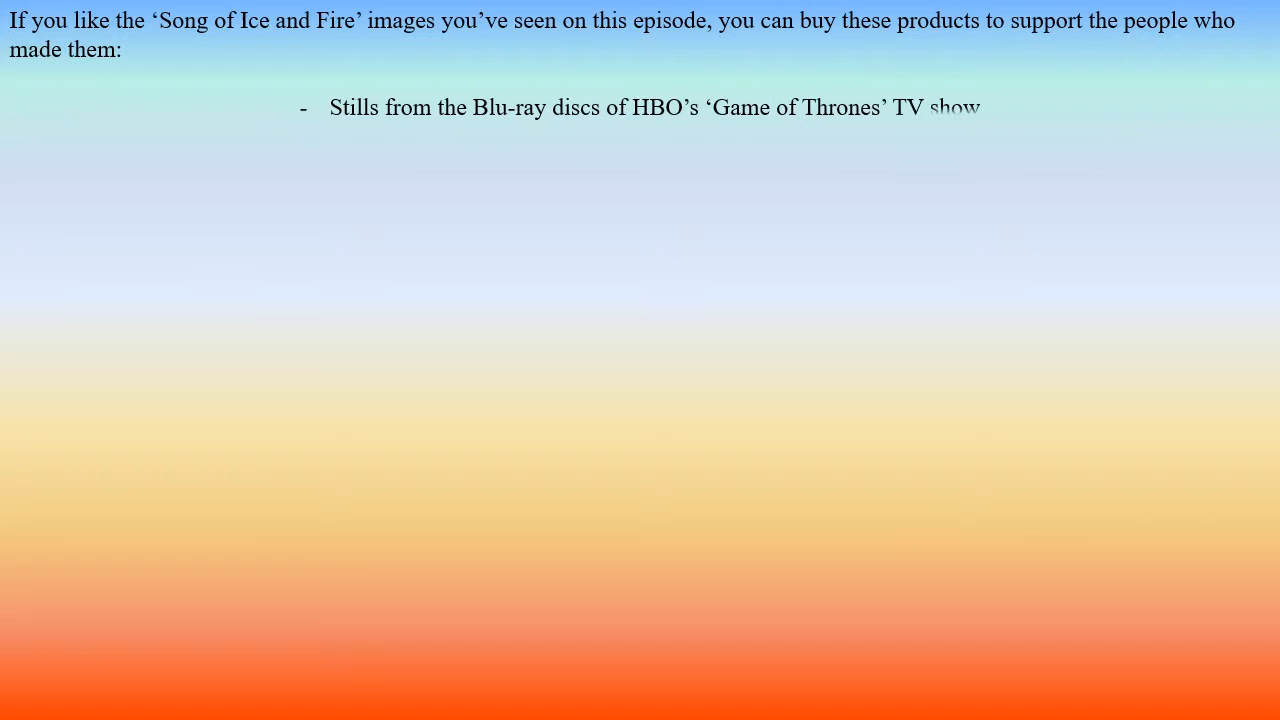 If you like the ‘Song of Ice and Fire’ images you’ve seen on this episode, you can buy these products to support the people who
made them:
- Stills from the Blu-ray discs of HBO’s ‘Game of Thrones’ TV show